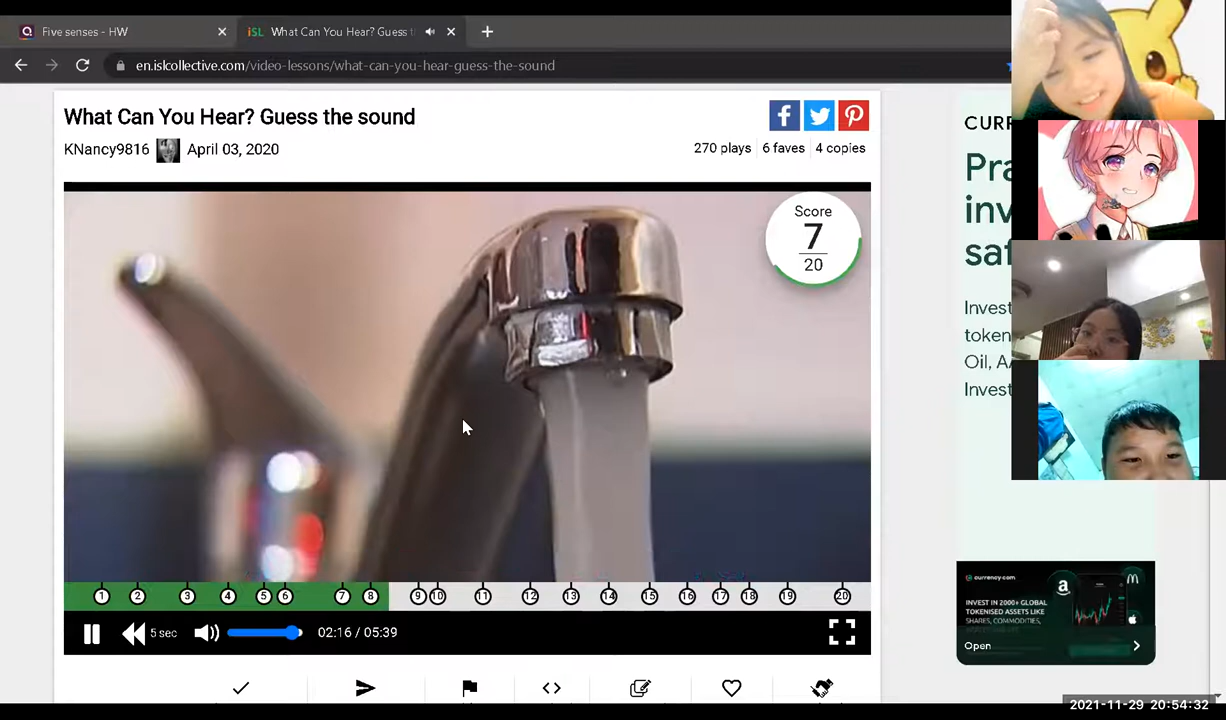 Five senses - HW
iSL What Can You Hear? Guess t
en.islcollective.com/video-lessons/what-can-you-hear-guess-the-sound
What Can You Hear? Guess the sound
KNancy9816 April 03, 2020
270 plays 6 faves 4 copies
Score
7
20
1 2 3 4 5 6 7 8 9 10 11 12 13 14 15 16 17 18 19 20
5 sec 02:16 / 05:39
CURR
Pra
inv
saf
Invest
token
Oil, A
Invest
currency.com
INVEST IN 2000+ GLOBAL
TOKENISED ASSETS LIKE
SHARES, COMMODITIES,
Open
2021-11-29 20:54:32